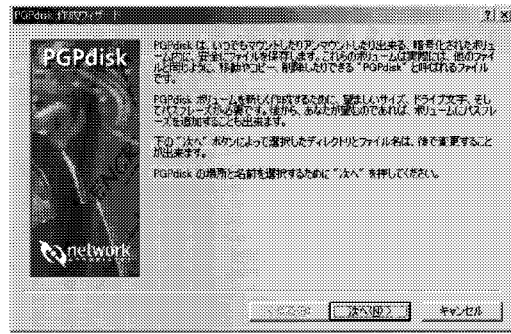 PGPdisk 作成ウィザード
PGPdisk
PGPdisk は、いつでもマウントしたりアンマウントしたり出来る、暗号化されたボリュ
ーム内に、安全にファイルを保存します。これらのボリュームは実際には、他のファイ
ルと同じように、移動やコピー、削除したりできる "PGPdisk" と呼ばれるファイル
です。
PGPdisk ボリュームを新しく作成するために、望ましいサイズ、ドライブ文字、そし
てパスフレーズが必要です。後から、あなたが望むのであれば、ボリュームにパスフレ
ーズを追加することも出来ます。
下の "次へ" ボタンによって選択したディレクトリとファイル名は、後で変更すること
が出来ます。
PGPdisk の場所と名前を選択するために "次へ" を押してください。
network
次へ(N) >
キャンセル